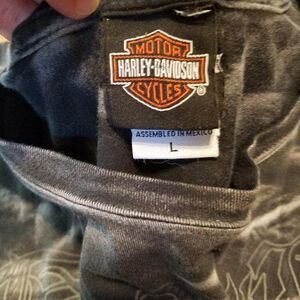 MOTOR
HARLEY-DAVIDSON
CYCLES
®
ASSEMBLED IN MEXICO
L